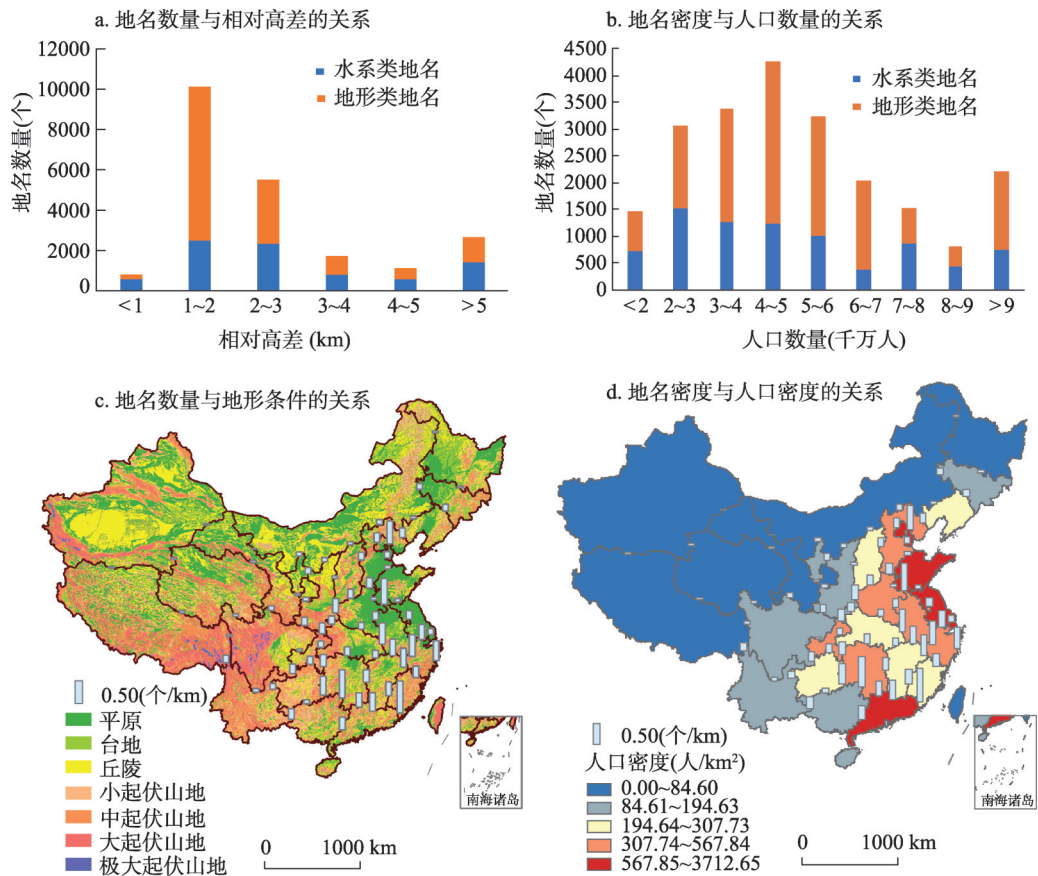 a. 地名数量与相对高差的关系
12000
10000
8000
6000
4000
2000
0
地名数量(个)
水系类地名
地形类地名
<1 1~2 2~3 3~4 4~5 >5
相对高差 (km)
b. 地名密度与人口数量的关系
4500
4000
3500
3000
2500
2000
1500
1000
500
0
地名数量(个)
水系类地名
地形类地名
<2 2~3 3~4 4~5 5~6 6~7 7~8 8~9 >9
人口数量(千万人)
c. 地名数量与地形条件的关系
0.50(个/km)
平原
台地
丘陵
小起伏山地
中起伏山地
大起伏山地
极大起伏山地
0 1000 km
南海诸岛
d. 地名密度与人口密度的关系
0.50(个/km)
人口密度(人/km²)
0.00~84.60
84.61~194.63
194.64~307.73
307.74~567.84
567.85~3712.65
0 1000 km
南海诸岛